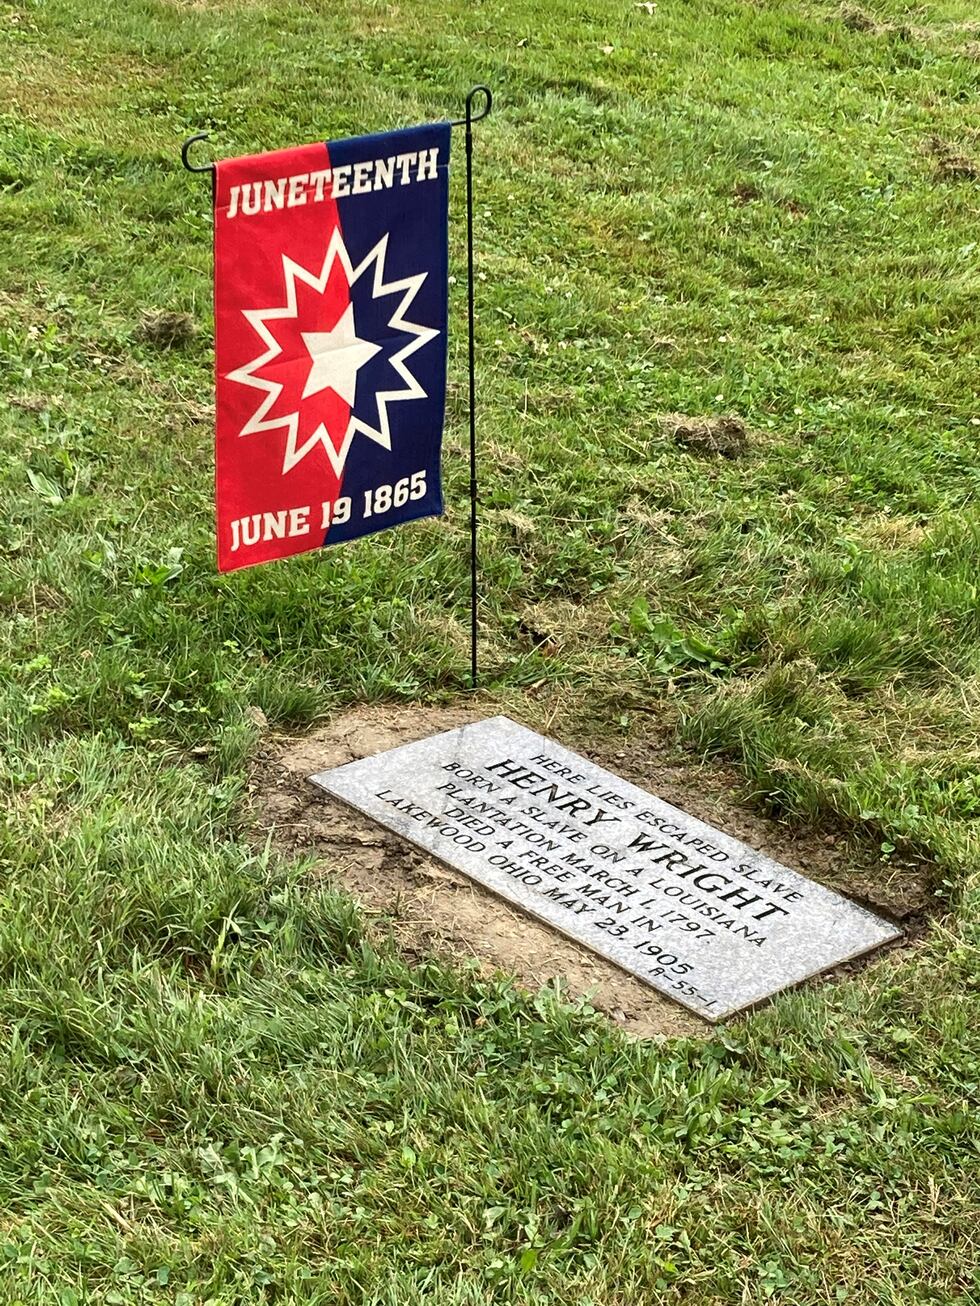 JUNETEENTH
JUNE 19 1865
HERE LIES ESCAPED SLAVE
HENRY WRIGHT
BORN A SLAVE ON A LOUISIANA
PLANTATION MARCH 1, 1797.
DIED A FREE MAN IN
LAKEWOOD OHIO MAY 23, 1905
A-55-1